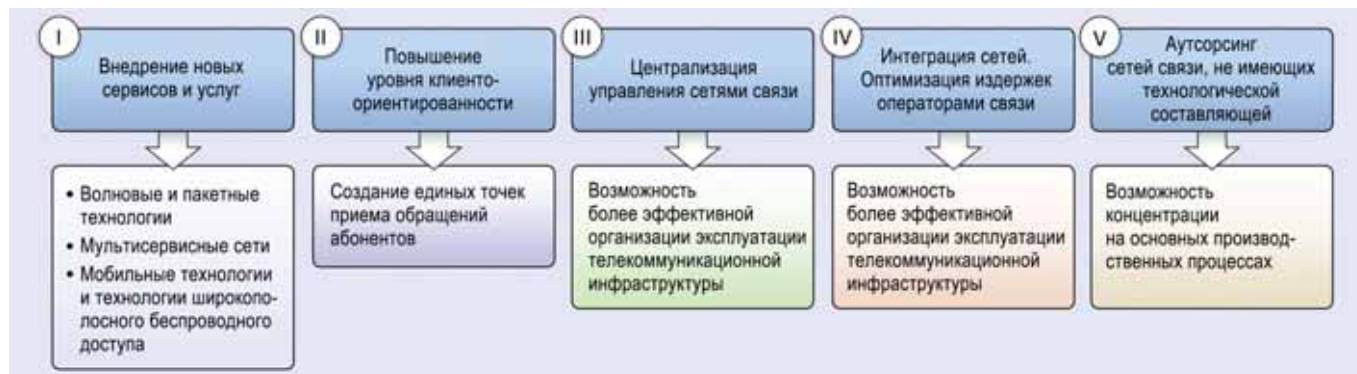 I
Внедрение новых
сервисов и услуг
• Волновые и пакетные
технологии
• Мультисервисные сети
• Мобильные технологии
и технологии широкопо-
лосного беспроводного
доступа
II
Повышение
уровня клиенто-
ориентированности
Создание единых точек
приема обращений
абонентов
III
Централизация
управления сетями связи
Возможность
более эффективной
организации эксплуатации
телекоммуникационной
инфраструктуры
IV
Интеграция сетей.
Оптимизация издержек
операторами связи
Возможность
более эффективной
организации эксплуатации
телекоммуникационной
инфраструктуры
V
Аутсорсинг
сетей связи, не имеющих
технологической
составляющей
Возможность
концентрации
на основных производ-
ственных процессах